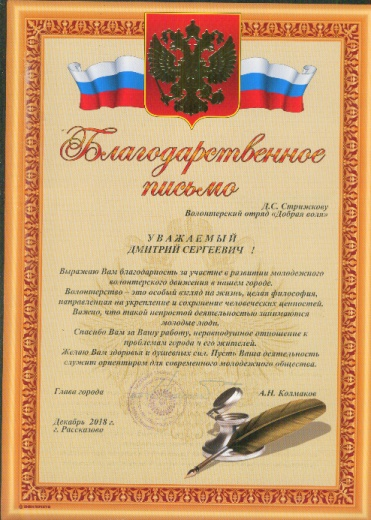 Благодарственное
письмо
Д.С. Стрижкову
Волонтерский отряд «Добрая воля»
УВАЖАЕМЫЙ
ДМИТРИЙ СЕРГЕЕВИЧ !
Выражаю Вам благодарность за участие в развитии молодежного
волонтерского движения в нашем городе.
Волонтерство – это особый взгляд на жизнь, целая философия,
направленная на укрепление и сохранение человеческих ценностей.
Важно, что такой непростой деятельностью занимаются
молодые люди.
Спасибо Вам за Вашу работу, неравнодушное отношение к
проблемам города и его жителей.
Желаю Вам здоровья и душевных сил. Пусть Ваша деятельность
служит ориентиром для современного молодежного общества.
Глава города
А.Н. Колмаков
Декабрь 2018 г.
г. Рассказово